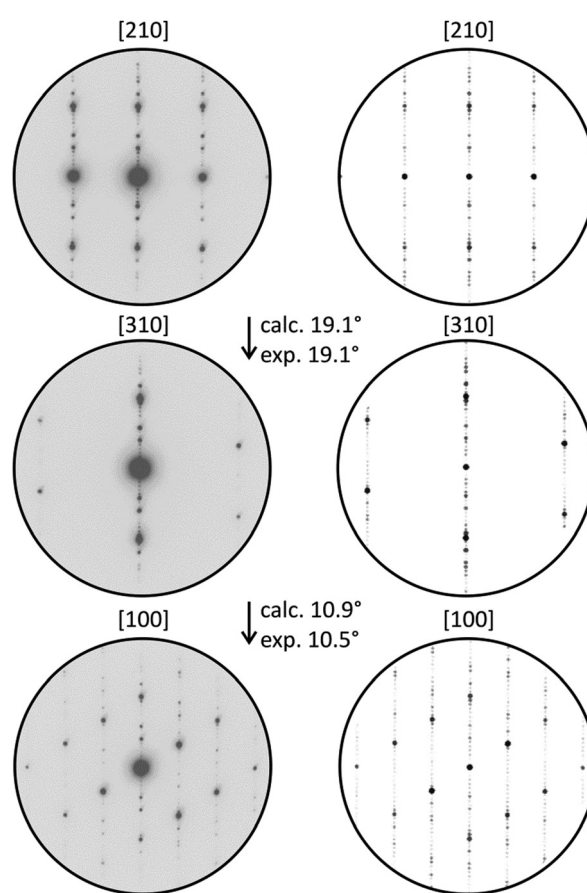 [210] [210]
calc. 19.1°
[310] exp. 19.1° [310]
calc. 10.9°
[100] exp. 10.5° [100]